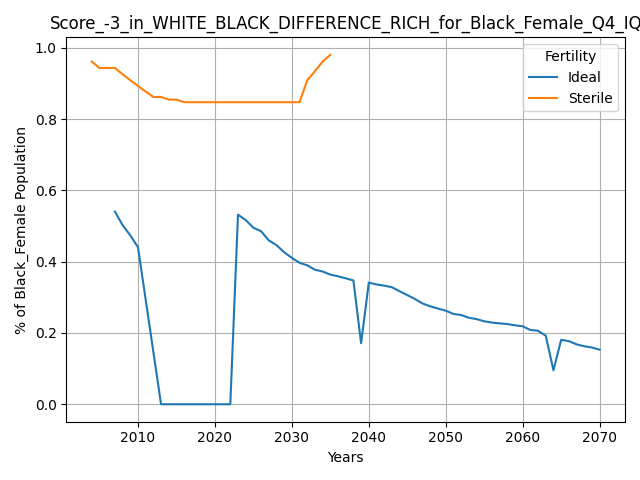 Score_-3_in_WHITE_BLACK_DIFFERENCE_RICH_for_Black_Female_Q4_IQ
Fertility
Ideal
Sterile
% of Black_Female Population
1.0
0.8
0.6
0.4
0.2
0.0
2010 2020 2030 2040 2050 2060 2070
Years